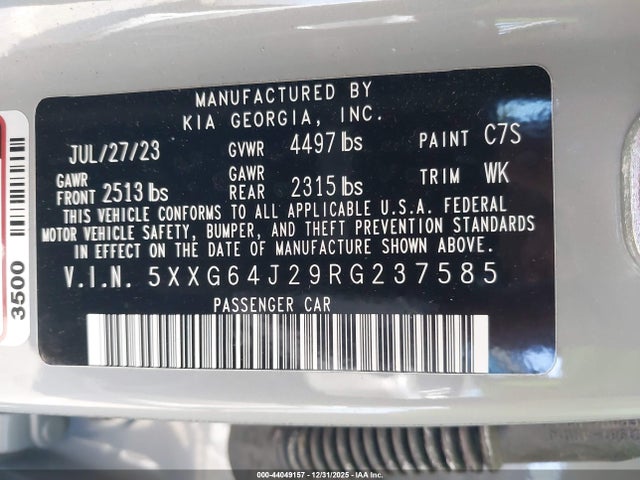 MANUFACTURED BY
KIA GEORGIA, INC.
JUL/27/23 GVWR 4497 lbs PAINT C7S
GAWR FRONT 2513 lbs GAWR REAR 2315 lbs TRIM WK
THIS VEHICLE CONFORMS TO ALL APPLICABLE U.S.A. FEDERAL
MOTOR VEHICLE SAFETY, BUMPER, AND THEFT PREVENTION STANDARDS
IN EFFECT ON THE DATE OF MANUFACTURE SHOWN ABOVE.
V.I.N. 5XXG64J29RG237585
PASSENGER CAR
3500
000-44049157 - 12/31/2025 - IAA Inc.